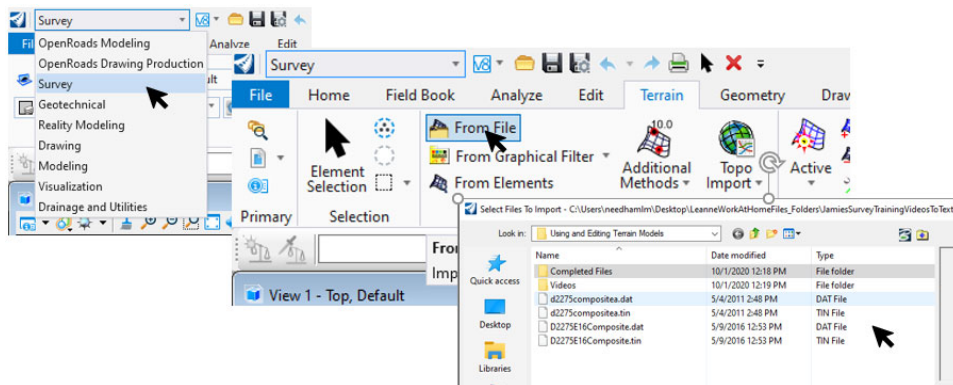 Survey
Analyze Edit
OpenRoads Modeling
OpenRoads Drawing Production
Survey
Geotechnical
Reality Modeling
Drawing
Modeling
Visualization
Drainage and Utilities
Survey
File Home Field Book Analyze Edit Terrain Geometry
Element
Selection
From File
From Graphical Filter
From Elements
10.0
Additional
Methods
Topo
Import
Active
Primary Selection
View 1 - Top, Default
Select Files To Import - C:\Users\needhamlm\Desktop\LeanneWorkAtHomeFiles_Folders\JamiesSurveyTrainingVideosToText
Look in: Using and Editing Terrain Models
Name Date modified Type
Quick access
Desktop
Libraries
Completed Files 10/1/2020 12:18 PM File folder
Videos 10/1/2020 12:19 PM File folder
d2275compositea.dat 5/4/2011 2:48 PM DAT File
d2275compositea.tin 5/4/2011 2:48 PM TIN File
D2275E16Composite.dat 5/9/2016 12:53 PM DAT File
D2275E16Composite.tin 5/9/2016 12:53 PM TIN File